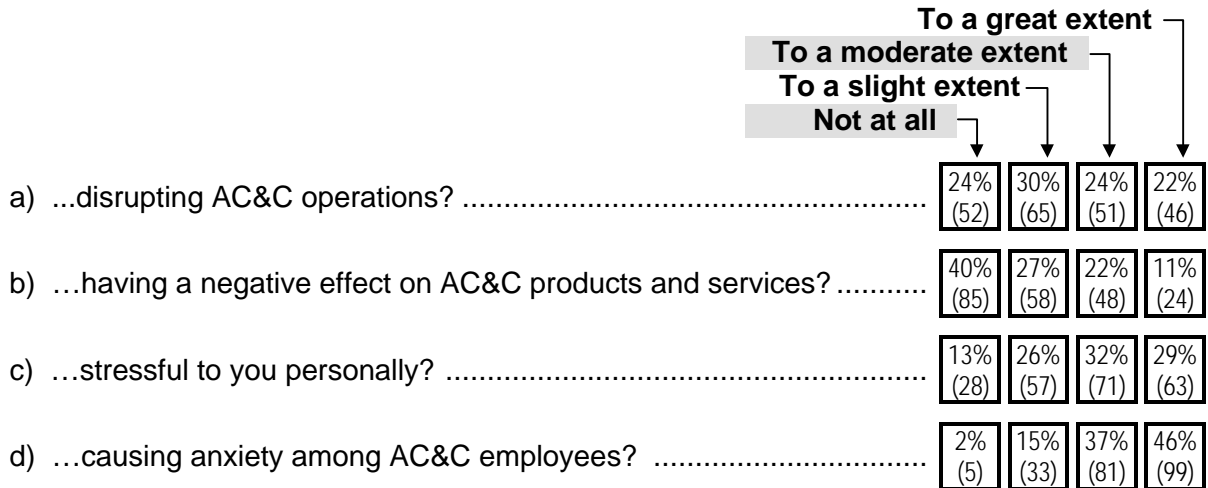 To a great extent
To a moderate extent
To a slight extent
Not at all
a) ...disrupting AC&C operations? ........................................................ 24% 30% 24% 22%
(52) (65) (51) (46)
b) …having a negative effect on AC&C products and services? ........... 40% 27% 22% 11%
(85) (58) (48) (24)
c) …stressful to you personally? .......................................................... 13% 26% 32% 29%
(28) (57) (71) (63)
d) …causing anxiety among AC&C employees? ................................. 2% 15% 37% 46%
(5) (33) (81) (99)